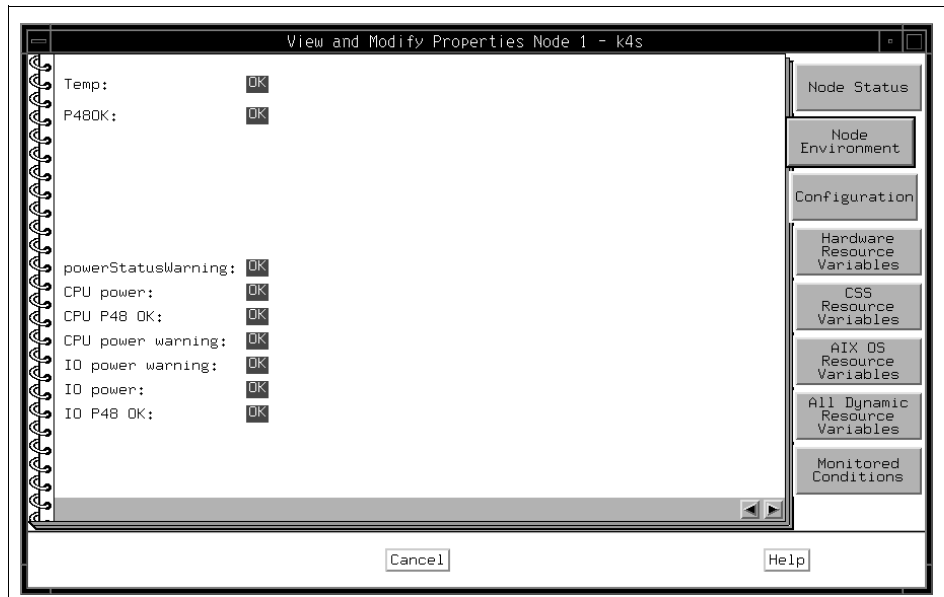 View and Modify Properties Node 1 - k4s
Temp: OK
P48OK: OK
powerStatusWarning: OK
CPU power: OK
CPU P48 OK: OK
CPU power warning: OK
IO power warning: OK
IO power: OK
IO P48 OK: OK
Node Status
Node
Environment
Configuration
Hardware
Resource
Variables
CSS
Resource
Variables
AIX OS
Resource
Variables
All Dynamic
Resource
Variables
Monitored
Conditions
Cancel
Help